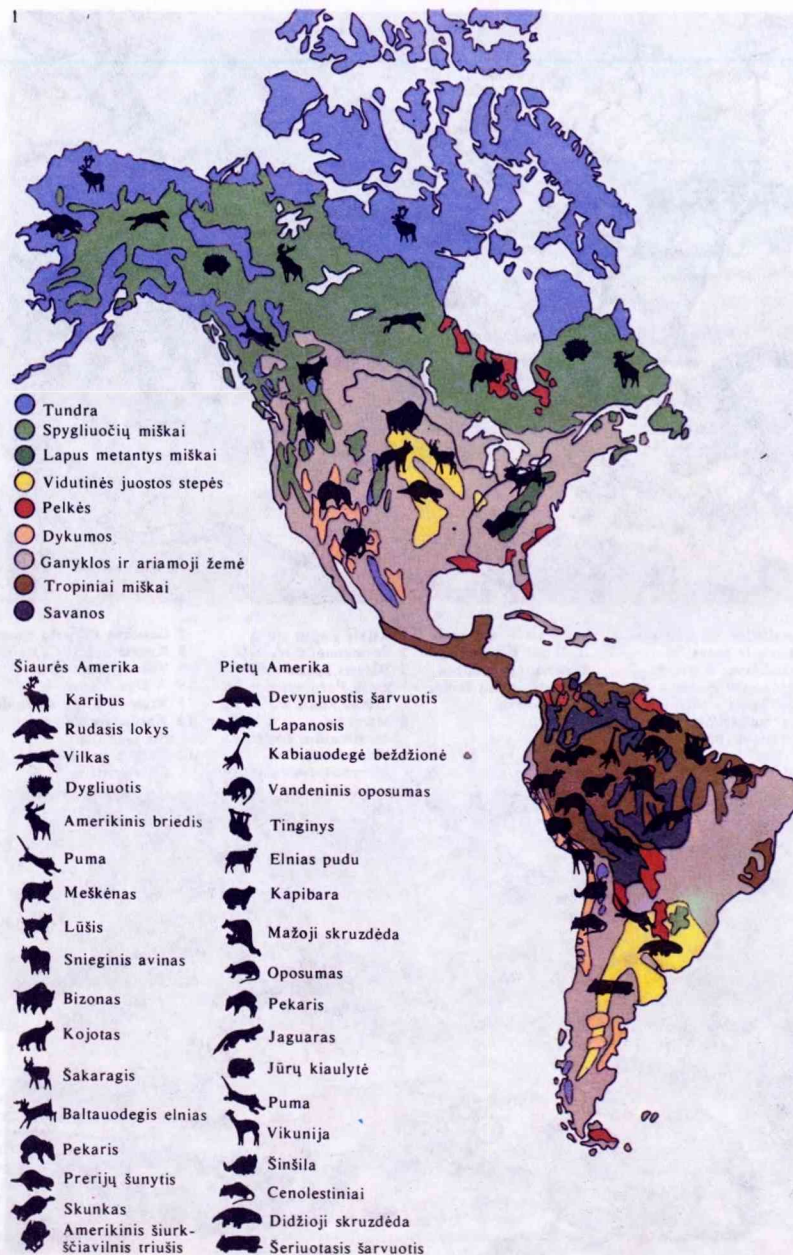 1
Tundra
Spygliuočių miškai
Lapus metantys miškai
Vidutinės juostos stepės
Pelkės
Dykumos
Ganyklos ir ariamoji žemė
Tropiniai miškai
Savanos
Šiaurės Amerika
Karibus
Rudasis lokys
Vilkas
Dygliuotis
Amerikinis briedis
Puma
Meškėnas
Lūšis
Snieginis avinas
Bizonas
Kojotas
Šakaragis
Baltauodegis elnias
Pekaris
Prerijų šunytis
Skunkas
Amerikinis šiurk-
ščiavilnis triušis
Pietų Amerika
Devynjuostis šarvuotis
Lapanosis
Kabiauodegė beždžionė
Vandeninis oposumas
Tinginys
Elnias pudu
Kapibara
Mažoji skruzdėda
Oposumas
Pekaris
Jaguaras
Jūrų kiaulytė
Puma
Vikunija
Šinšila
Cenolestiniai
Didžioji skruzdėda
Šeriuotasis šarvuotis